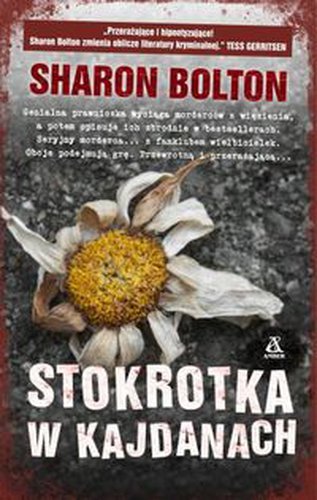 „Przerażające i hipnotyzujące!
Sharon Bolton zmienia oblicze literatury kryminalnej.” TESS GERRITSEN
SHARON BOLTON
Genialna prawniczka wyciąga morderców z więzienia,
a potem opisuje ich zbrodnie w bestsellerach.
Seryjny morderca... z fanklubem wielbicielek.
Oboje podejmują grę. Przewrotną i przerażającą...
AMBER
STOKROTKA
W KAJDANACH